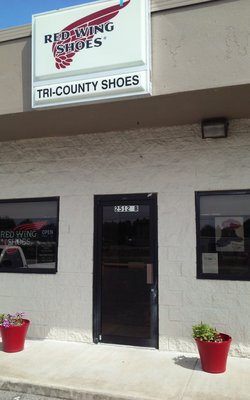 RED WING
SHOES
TRI-COUNTY SHOES
2512 B
RED WING
SHOES
OPEN